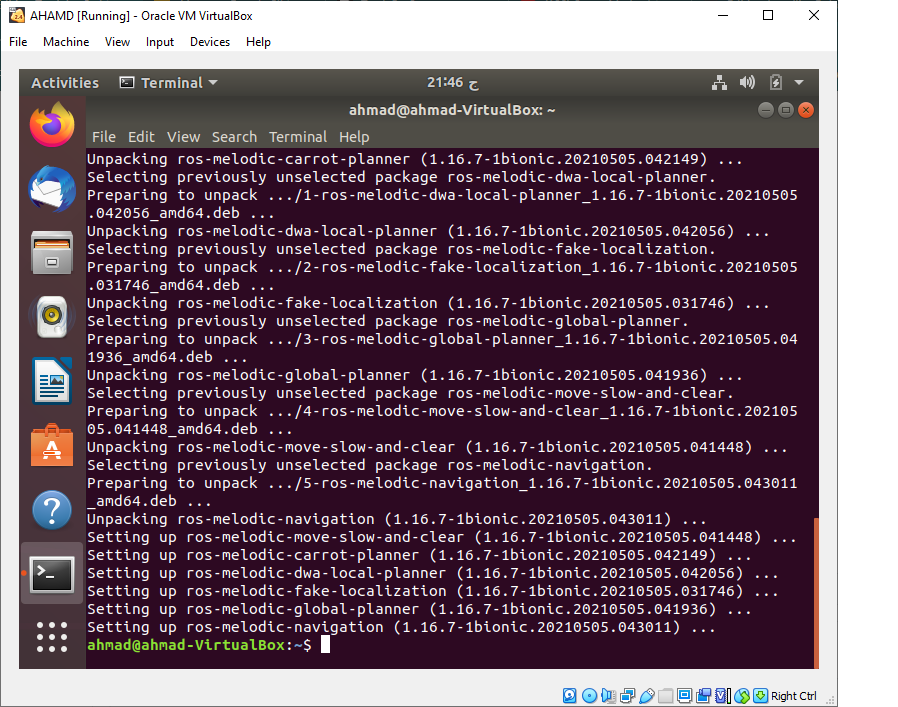 AHAMD [Running] - Oracle VM VirtualBox
File Machine View Input Devices Help
Activities Terminal 21:46 ح
ahmad@ahmad-VirtualBox: ~
File Edit View Search Terminal Help
Unpacking ros-melodic-carrot-planner (1.16.7-1bionic.20210505.042149) ...
Selecting previously unselected package ros-melodic-dwa-local-planner.
Preparing to unpack .../1-ros-melodic-dwa-local-planner_1.16.7-1bionic.20210505
.042056_amd64.deb ...
Unpacking ros-melodic-dwa-local-planner (1.16.7-1bionic.20210505.042056) ...
Selecting previously unselected package ros-melodic-fake-localization.
Preparing to unpack .../2-ros-melodic-fake-localization_1.16.7-1bionic.20210505
.031746_amd64.deb ...
Unpacking ros-melodic-fake-localization (1.16.7-1bionic.20210505.031746) ...
Selecting previously unselected package ros-melodic-global-planner.
Preparing to unpack .../3-ros-melodic-global-planner_1.16.7-1bionic.20210505.04
1936_amd64.deb ...
Unpacking ros-melodic-global-planner (1.16.7-1bionic.20210505.041936) ...
Selecting previously unselected package ros-melodic-move-slow-and-clear.
Preparing to unpack .../4-ros-melodic-move-slow-and-clear_1.16.7-1bionic.202105
05.041448_amd64.deb ...
Unpacking ros-melodic-move-slow-and-clear (1.16.7-1bionic.20210505.041448) ...
Selecting previously unselected package ros-melodic-navigation.
Preparing to unpack .../5-ros-melodic-navigation_1.16.7-1bionic.20210505.043011
_amd64.deb ...
Unpacking ros-melodic-navigation (1.16.7-1bionic.20210505.043011) ...
Setting up ros-melodic-move-slow-and-clear (1.16.7-1bionic.20210505.041448) ...
Setting up ros-melodic-carrot-planner (1.16.7-1bionic.20210505.042149) ...
Setting up ros-melodic-dwa-local-planner (1.16.7-1bionic.20210505.042056) ...
Setting up ros-melodic-fake-localization (1.16.7-1bionic.20210505.031746) ...
Setting up ros-melodic-global-planner (1.16.7-1bionic.20210505.041936) ...
Setting up ros-melodic-navigation (1.16.7-1bionic.20210505.043011) ...
ahmad@ahmad-VirtualBox:~$
Right Ctrl